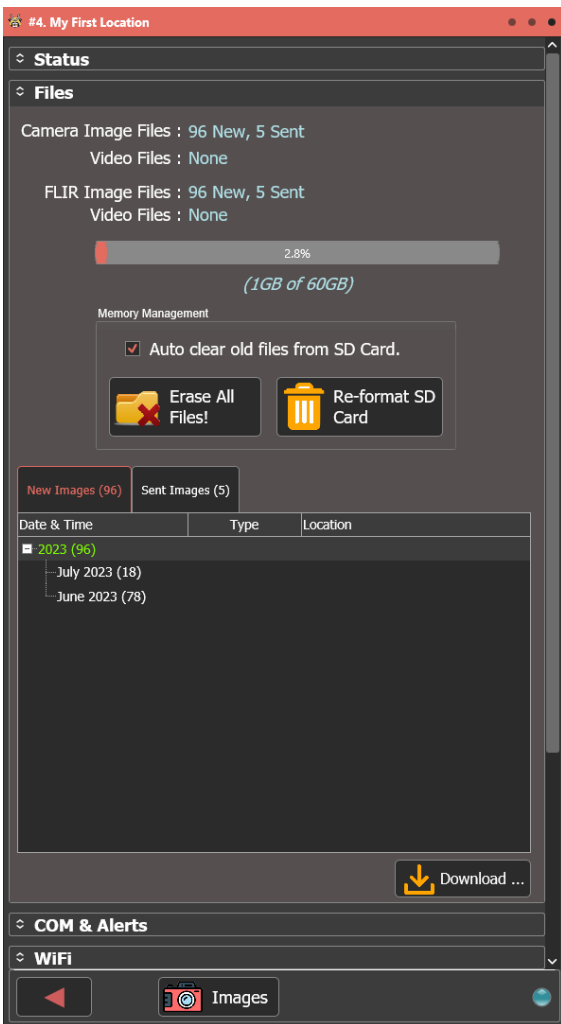 #4. My First Location
Status
Files
Camera Image Files : 96 New, 5 Sent
Video Files : None
FLIR Image Files : 96 New, 5 Sent
Video Files : None
2.8%
(1GB of 60GB)
Memory Management
Auto clear old files from SD Card.
Erase All
Files!
Re-format SD
Card
New Images (96) Sent Images (5)
Date & Time Type Location
2023 (96)
July 2023 (18)
June 2023 (78)
Download ...
COM & Alerts
WiFi
Images